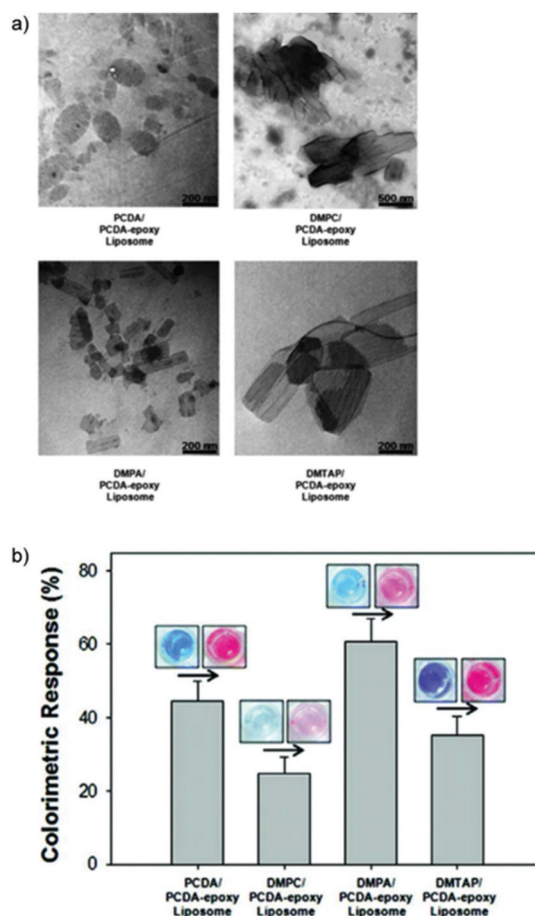 a)
200 nm
500 nm
PCDA/
PCDA-epoxy
Liposome
DMPC/
PCDA-epoxy
Liposome
200 nm
200 nm
DMPA/
PCDA-epoxy
Liposome
DMTAP/
PCDA-epoxy
Liposome
b)
Colorimetric Response (%)
80
60
40
20
0
PCDA/
PCDA-epoxy
Liposome
DMPC/
PCDA-epoxy
Liposome
DMPA/
PCDA-epoxy
Liposome
DMTAP/
PCDA-epoxy
Liposome